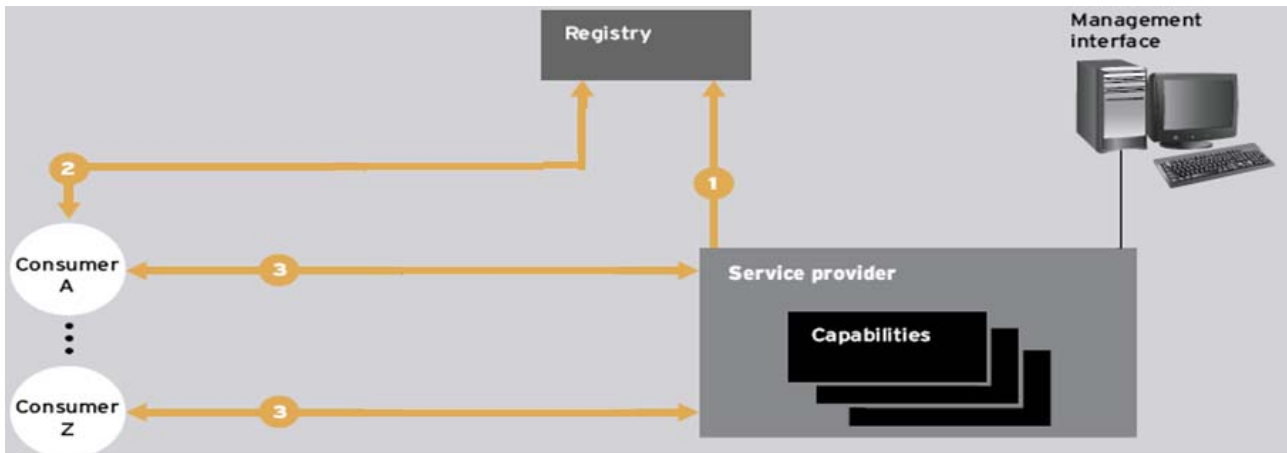 Registry
Management
interface
2
1
Consumer
A
3
Service provider
Capabilities
Consumer
Z
3